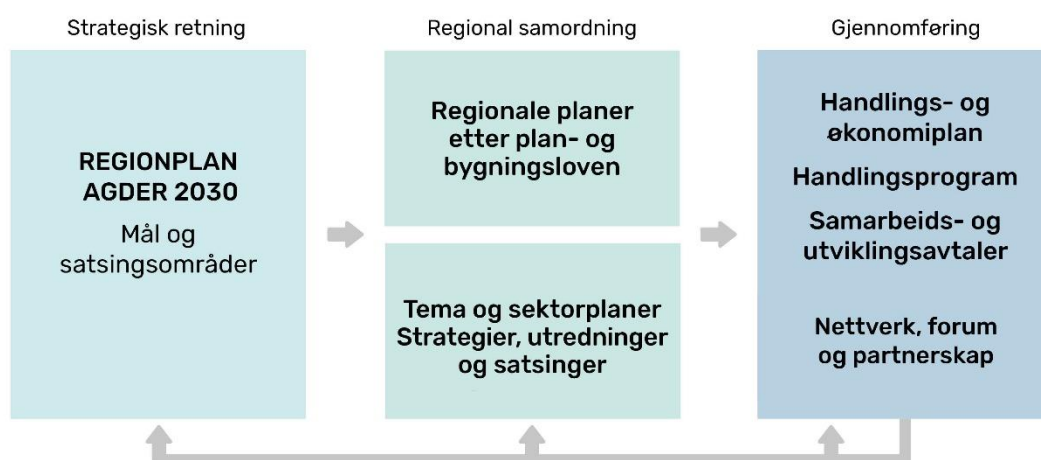 Strategisk retning
REGIONPLAN
AGDER 2030
Mål og
satsingsområder
Regional samordning
Regionale planer
etter plan- og
bygningsloven
Tema og sektorplaner
Strategier, utredninger
og satsinger
Gjennomføring
Handlings- og
økonomiplan
Handlingsprogram
Samarbeids- og
utviklingsavtaler
Nettverk, forum
og partnerskap